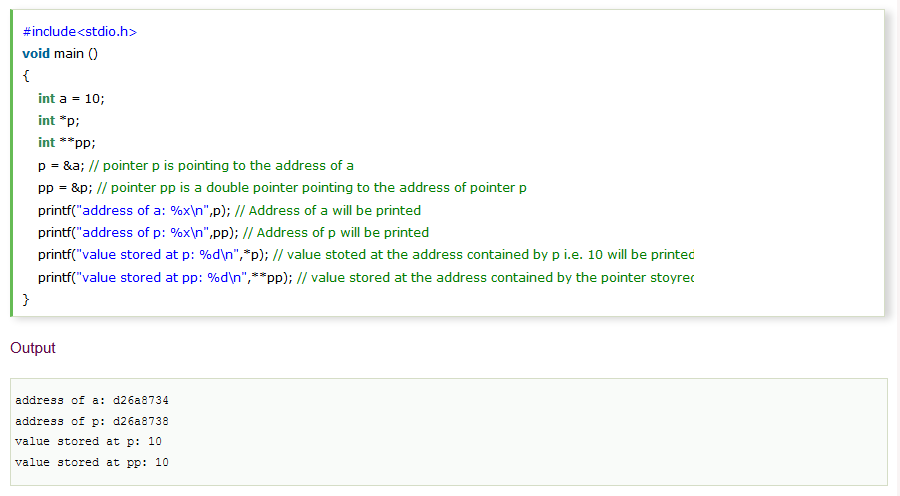 #include<stdio.h>
void main ()
{
int a = 10;
int *p;
int **pp;
p = &a; // pointer p is pointing to the address of a
pp = &p; // pointer pp is a double pointer pointing to the address of pointer p
printf("address of a: %x\n",p); // Address of a will be printed
printf("address of p: %x\n",pp); // Address of p will be printed
printf("value stored at p: %d\n",*p); // value stoted at the address contained by p i.e. 10 will be printed
printf("value stored at pp: %d\n",**pp); // value stored at the address contained by the pointer stoyred
}
Output
address of a: d26a8734
address of p: d26a8738
value stored at p: 10
value stored at pp: 10